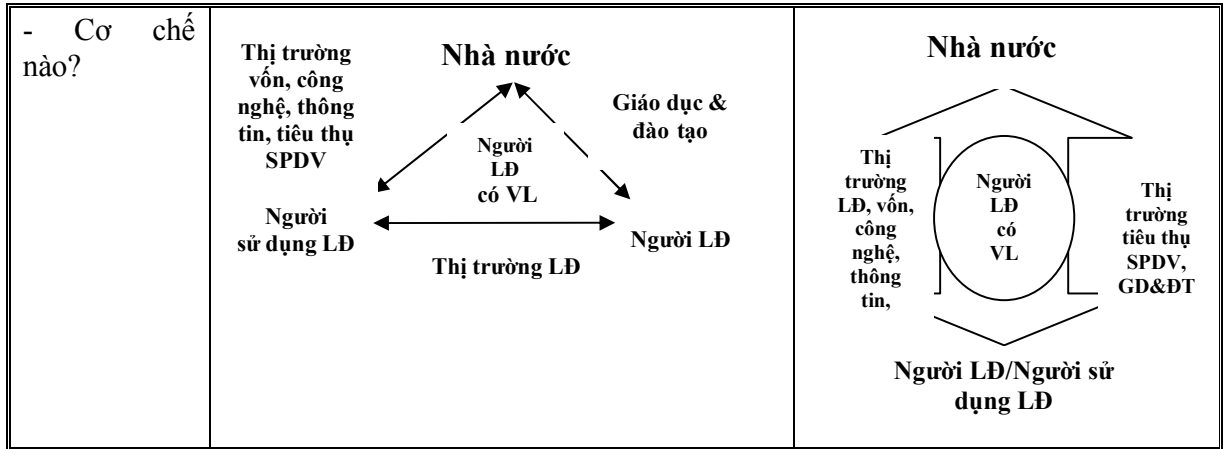 - Cơ chế
nào?
Thị trường
vốn, công
nghệ, thông
tin, tiêu thụ
SPDV
Nhà nước
Giáo dục &
đào tạo
Người
LĐ
có VL
Người
sử dụng LĐ
Người LĐ
Thị trường LĐ
Nhà nước
Thị
trường
LĐ, vốn,
công
nghệ,
thông
tin,
Người
LĐ
có
VL
Thị
trường
tiêu thụ
SPDV,
GD&ĐT
Người LĐ/Người sử
dụng LĐ